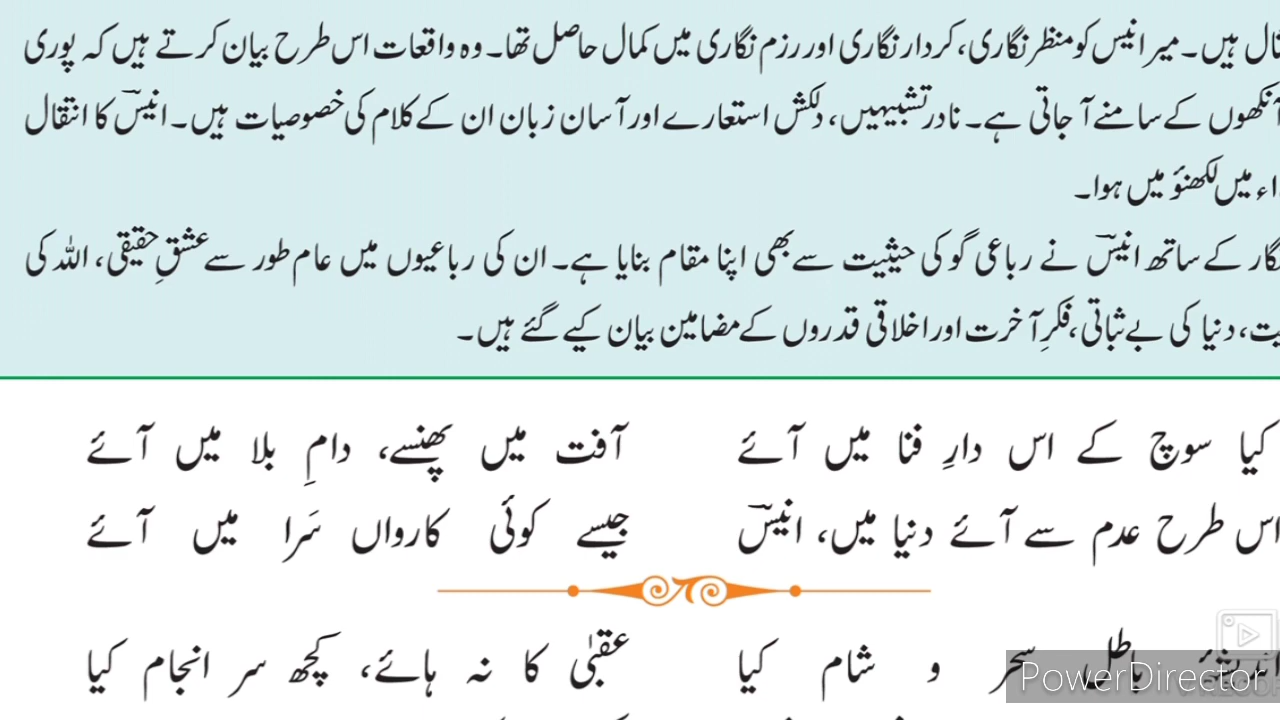 ہیں۔ میر انیس کو منظر نگاری، کردار نگاری اور رزم نگاری میں کمال حاصل تھا۔ وہ واقعات اس طرح بیان کرتے ہیں کہ پوری
کے سامنے آ جاتی ہے۔ نادر تشبیہیں، دلکش استعارے اور آسان زبان ان کے کلام کی خصوصیات ہیں۔ انیسؔ کا انتقال
میں لکھنؤ میں ہوا۔
کے ساتھ انیسؔ نے رباعی گو کی حیثیت سے بھی اپنا مقام بنایا ہے۔ ان کی رباعیوں میں عام طور سے عشقِ حقیقی، اللہ کی
دنیا کی بے ثباتی، فکرِ آخرت اور اخلاقی قدروں کے مضامین بیان کیے گئے ہیں۔
کیا سوچ کے اس دارِ فنا میں آئے آفت میں پھنسے، دامِ بلا میں آئے
اس طرح عدم سے آئے دنیا میں، انیسؔ جیسے کوئی کارواں سَرا میں آئے
باطل سحر و شام کیا عقبیٰ کا نہ ہائے، کچھ سر انجام کیا
PowerDirector